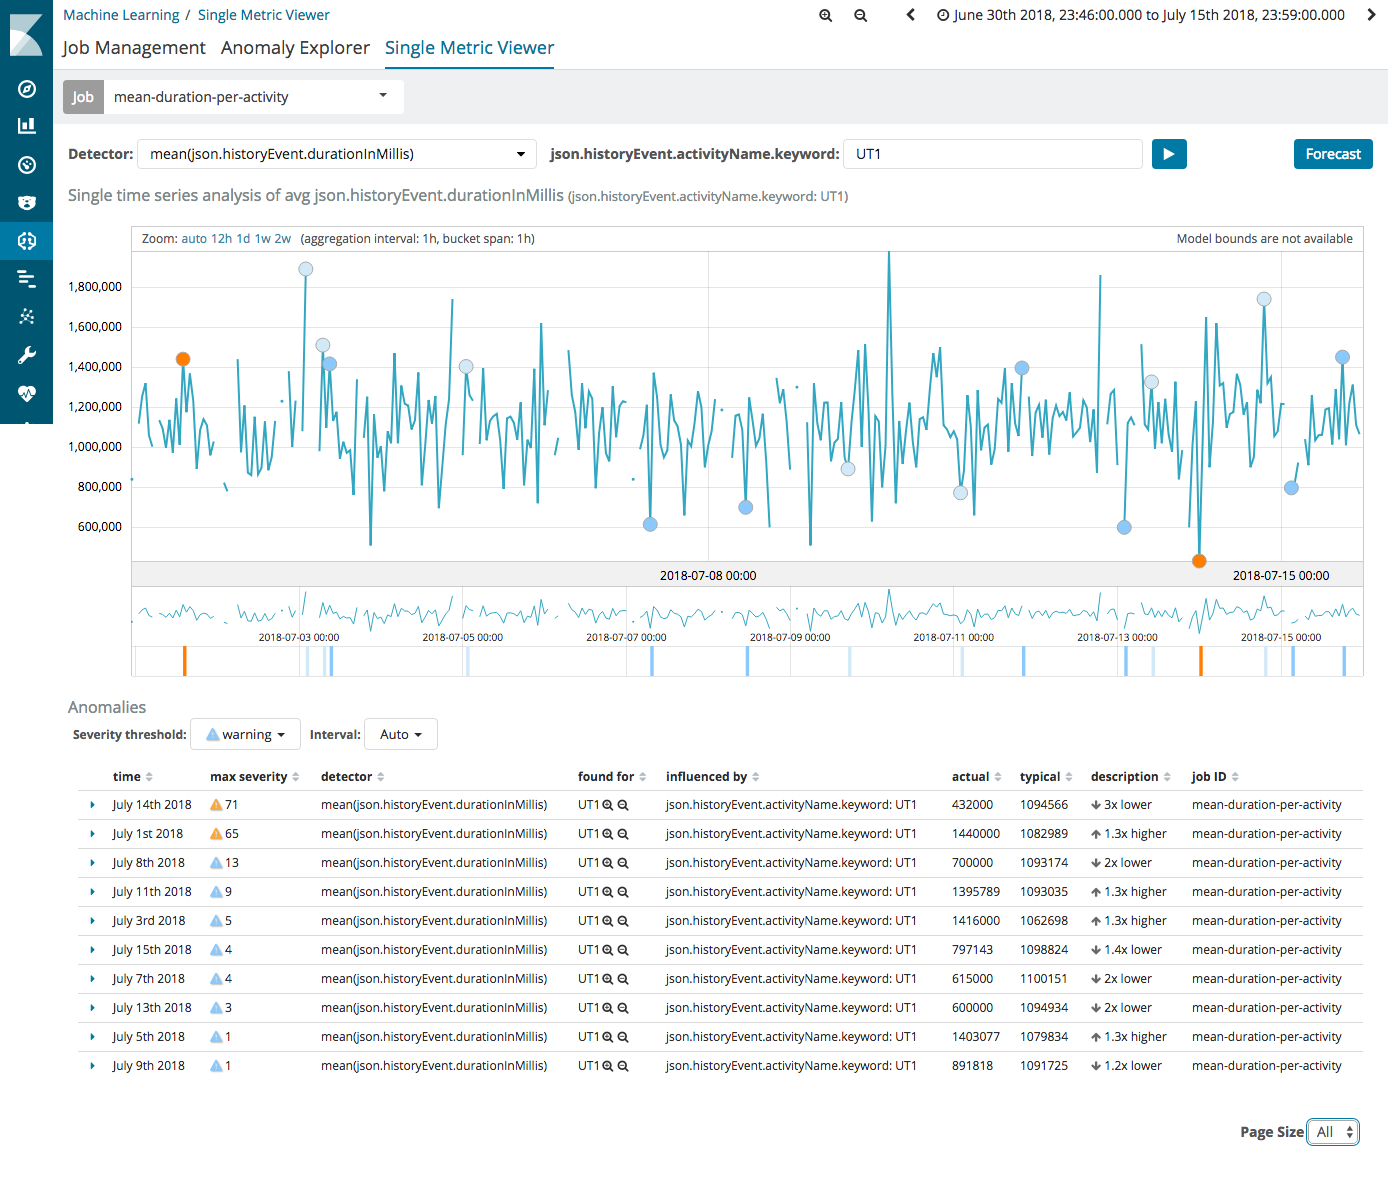 Machine Learning / Single Metric Viewer
June 30th 2018, 23:46:00.000 to July 15th 2018, 23:59:00.000
Job Management Anomaly Explorer Single Metric Viewer
Job mean-duration-per-activity
Detector: mean(json.historyEvent.durationInMillis) json.historyEvent.activityName.keyword: UT1 Forecast
Single time series analysis of avg json.historyEvent.durationInMillis (json.historyEvent.activityName.keyword: UT1)
Zoom: auto 12h 1d 1w 2w (aggregation interval: 1h, bucket span: 1h) Model bounds are not available
1,800,000
1,600,000
1,400,000
1,200,000
1,000,000
800,000
600,000
2018-07-08 00:00 2018-07-15 00:00
2018-07-03 00:00 2018-07-05 00:00 2018-07-07 00:00 2018-07-09 00:00 2018-07-11 00:00 2018-07-13 00:00 2018-07-15 00:00
Anomalies
Severity threshold: warning Interval: Auto
time max severity detector found for influenced by actual typical description job ID
July 14th 2018 71 mean(json.historyEvent.durationInMillis) UT1 json.historyEvent.activityName.keyword: UT1 432000 1094566 3x lower mean-duration-per-activity
July 1st 2018 65 mean(json.historyEvent.durationInMillis) UT1 json.historyEvent.activityName.keyword: UT1 1440000 1082989 1.3x higher mean-duration-per-activity
July 8th 2018 13 mean(json.historyEvent.durationInMillis) UT1 json.historyEvent.activityName.keyword: UT1 700000 1093174 2x lower mean-duration-per-activity
July 11th 2018 9 mean(json.historyEvent.durationInMillis) UT1 json.historyEvent.activityName.keyword: UT1 1395789 1093035 1.3x higher mean-duration-per-activity
July 3rd 2018 5 mean(json.historyEvent.durationInMillis) UT1 json.historyEvent.activityName.keyword: UT1 1416000 1062698 1.3x higher mean-duration-per-activity
July 15th 2018 4 mean(json.historyEvent.durationInMillis) UT1 json.historyEvent.activityName.keyword: UT1 797143 1098824 1.4x lower mean-duration-per-activity
July 7th 2018 4 mean(json.historyEvent.durationInMillis) UT1 json.historyEvent.activityName.keyword: UT1 615000 1100151 2x lower mean-duration-per-activity
July 13th 2018 3 mean(json.historyEvent.durationInMillis) UT1 json.historyEvent.activityName.keyword: UT1 600000 1094934 2x lower mean-duration-per-activity
July 5th 2018 1 mean(json.historyEvent.durationInMillis) UT1 json.historyEvent.activityName.keyword: UT1 1403077 1079834 1.3x higher mean-duration-per-activity
July 9th 2018 1 mean(json.historyEvent.durationInMillis) UT1 json.historyEvent.activityName.keyword: UT1 891818 1091725 1.2x lower mean-duration-per-activity
Page Size All